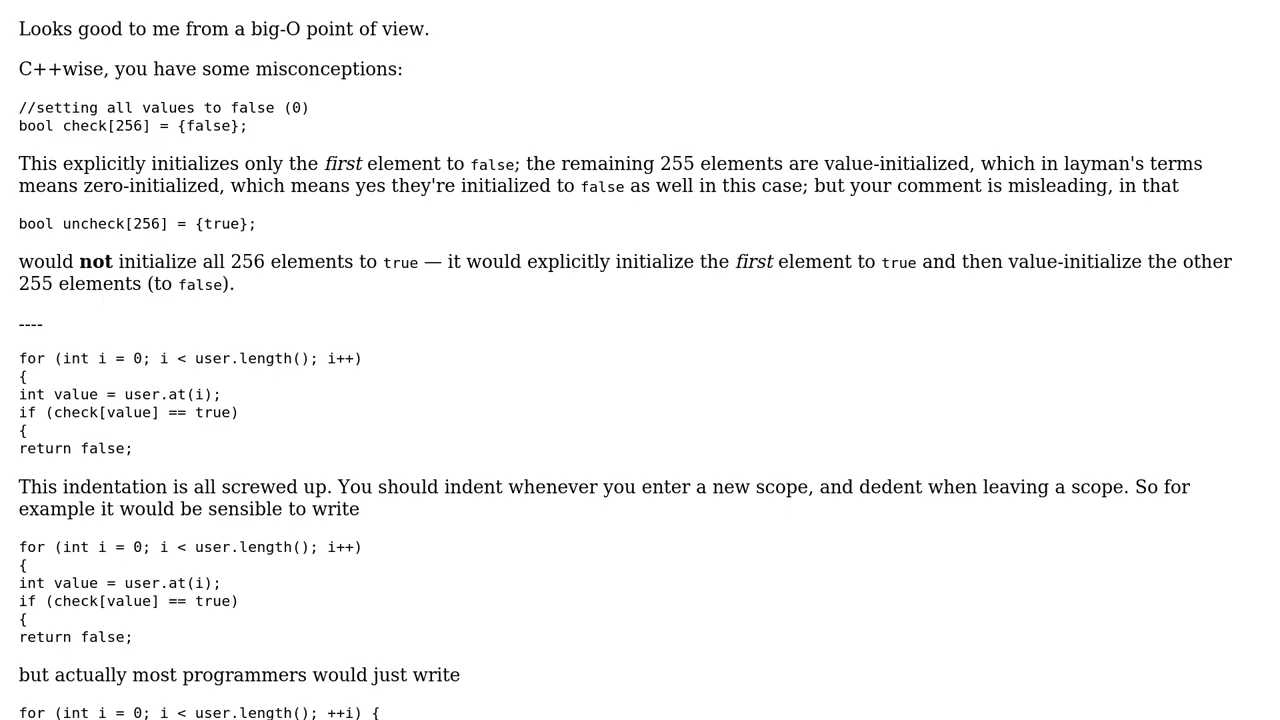 Looks good to me from a big-O point of view.
C++wise, you have some misconceptions:
//setting all values to false (0)
bool check[256] = {false};
This explicitly initializes only the first element to false; the remaining 255 elements are value-initialized, which in layman's terms
means zero-initialized, which means yes they're initialized to false as well in this case; but your comment is misleading, in that
bool uncheck[256] = {true};
would not initialize all 256 elements to true — it would explicitly initialize the first element to true and then value-initialize the other
255 elements (to false).
----
for (int i = 0; i < user.length(); i++)
{
int value = user.at(i);
if (check[value] == true)
{
return false;
This indentation is all screwed up. You should indent whenever you enter a new scope, and dedent when leaving a scope. So for
example it would be sensible to write
for (int i = 0; i < user.length(); i++)
{
int value = user.at(i);
if (check[value] == true)
{
return false;
but actually most programmers would just write
for (int i = 0; i < user.length(); ++i) {